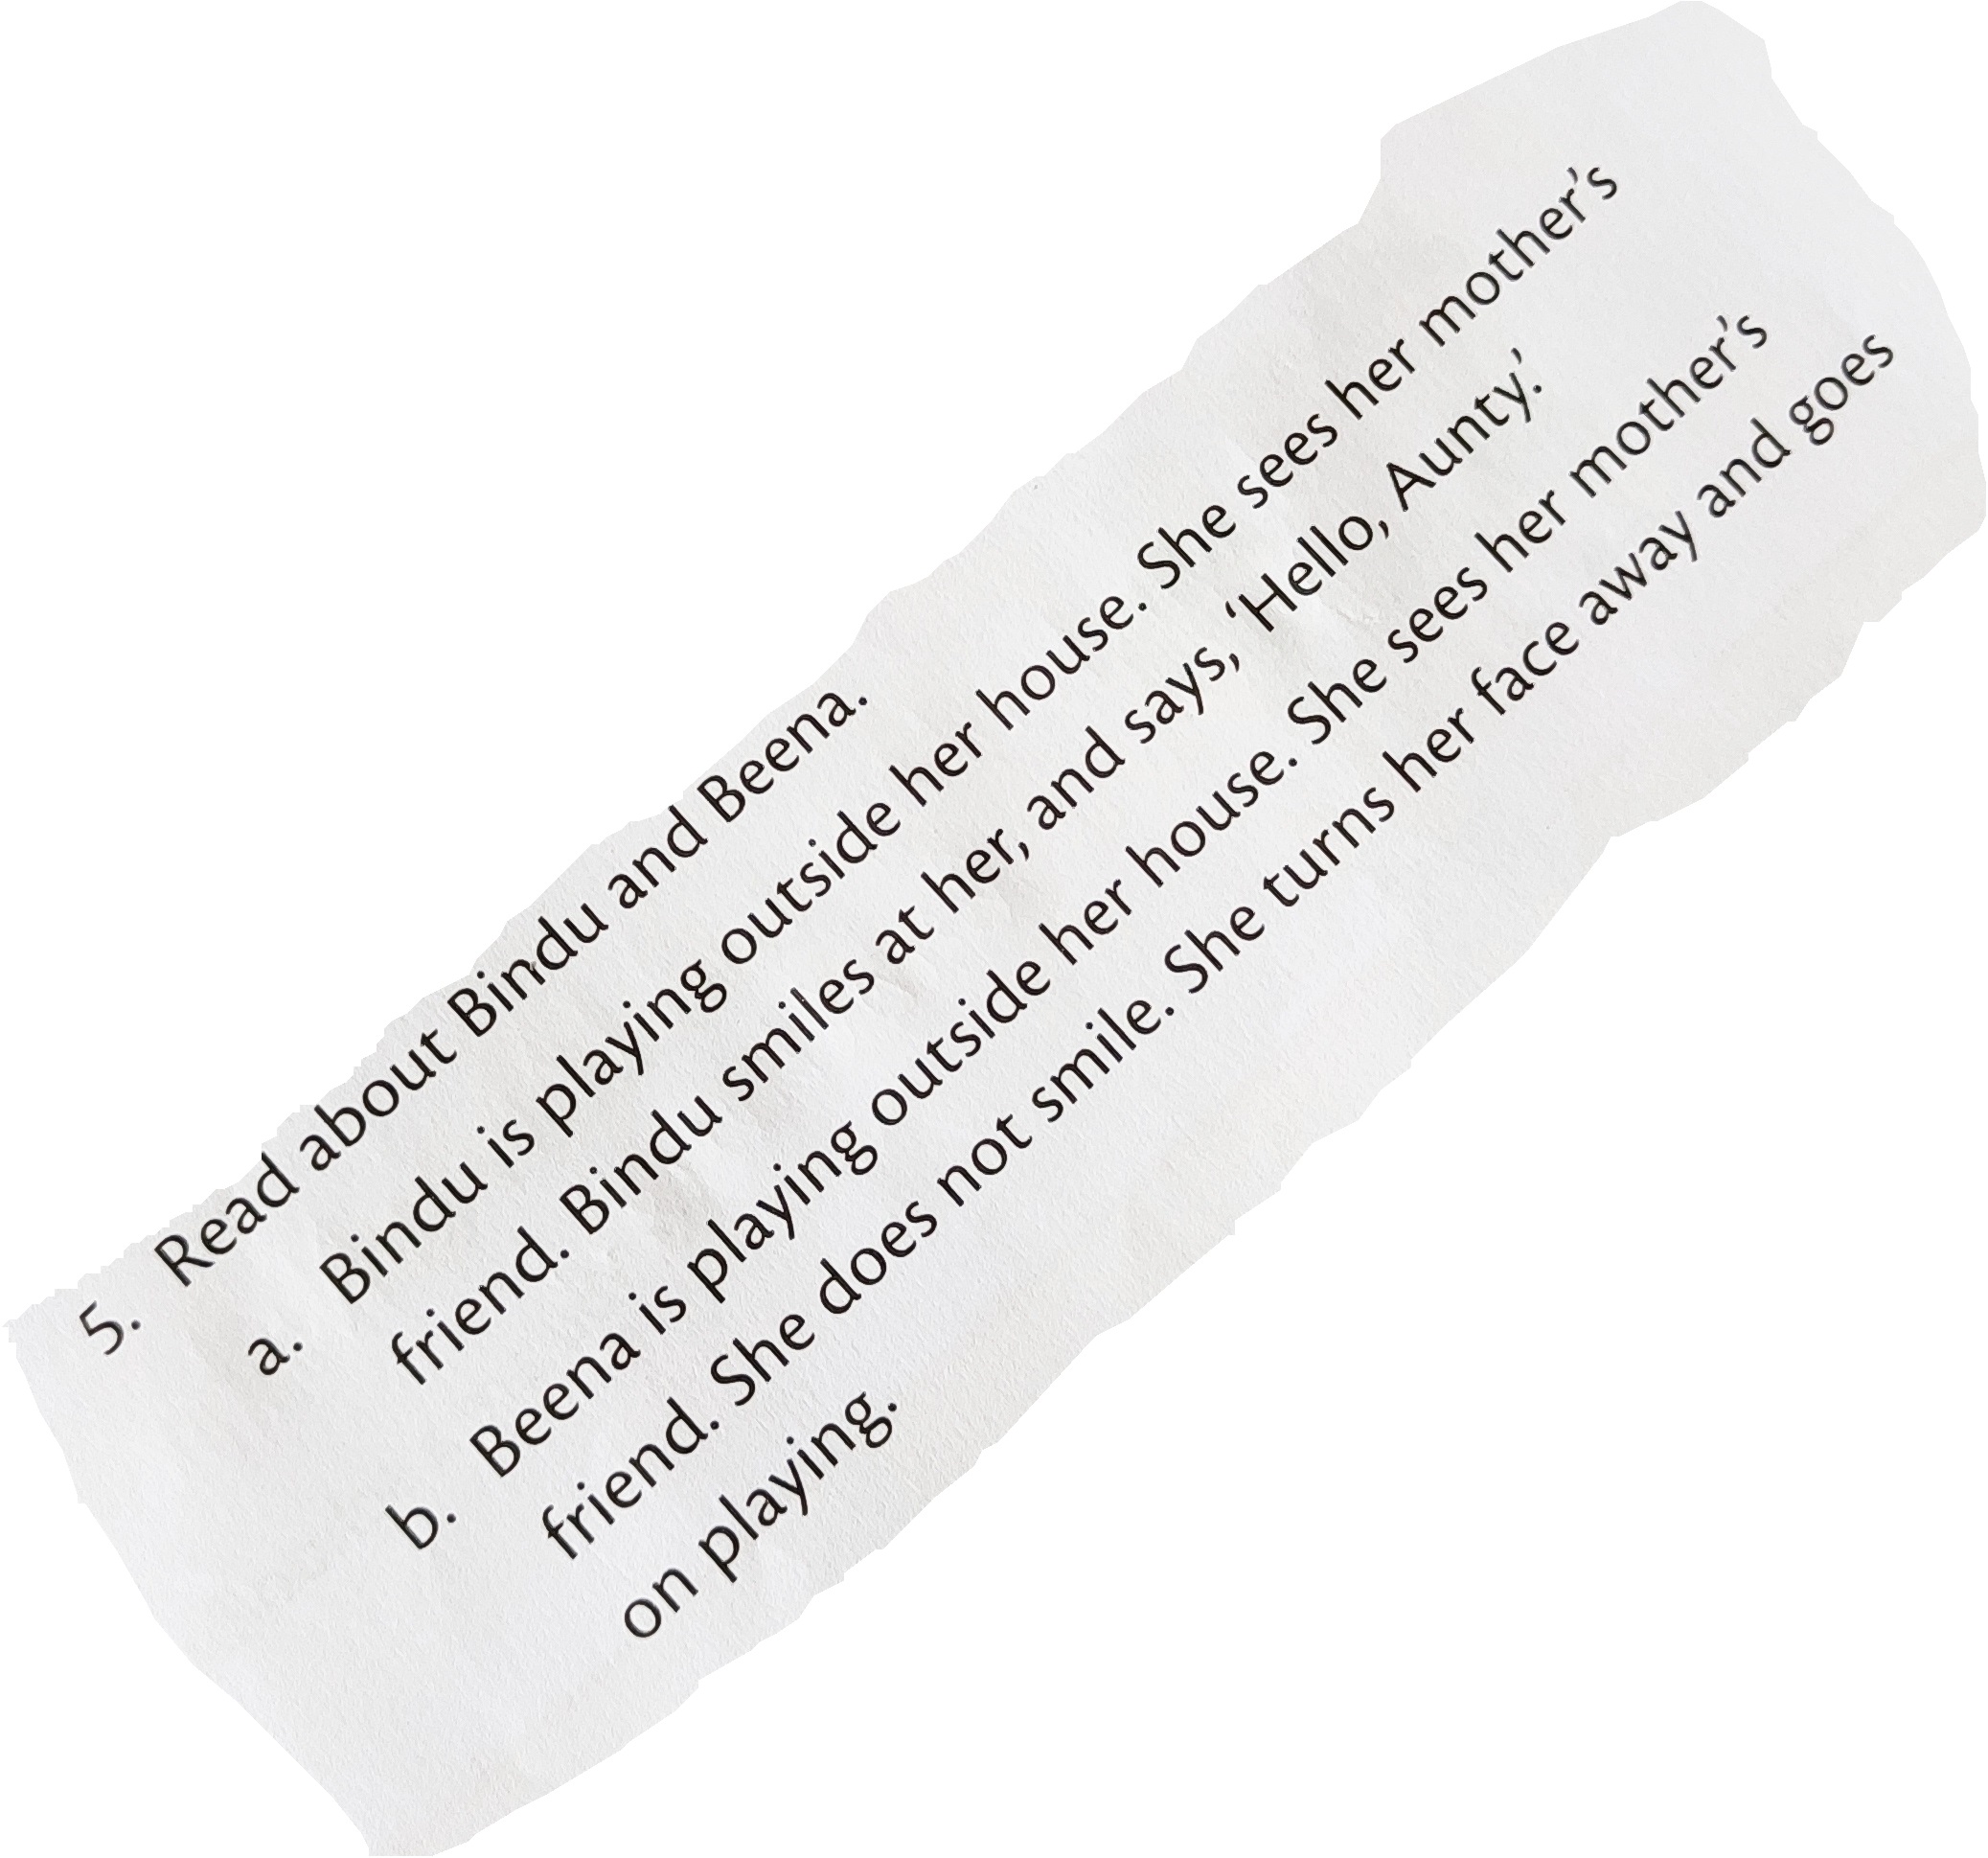 5. Read about Bindu and Beena.
a. Bindu is playing outside her house. She sees her mother’s
friend. Bindu smiles at her, and says, ‘Hello, Aunty.’
b. Beena is playing outside her house. She sees her mother’s
friend. She does not smile. She turns her face away and goes
on playing.